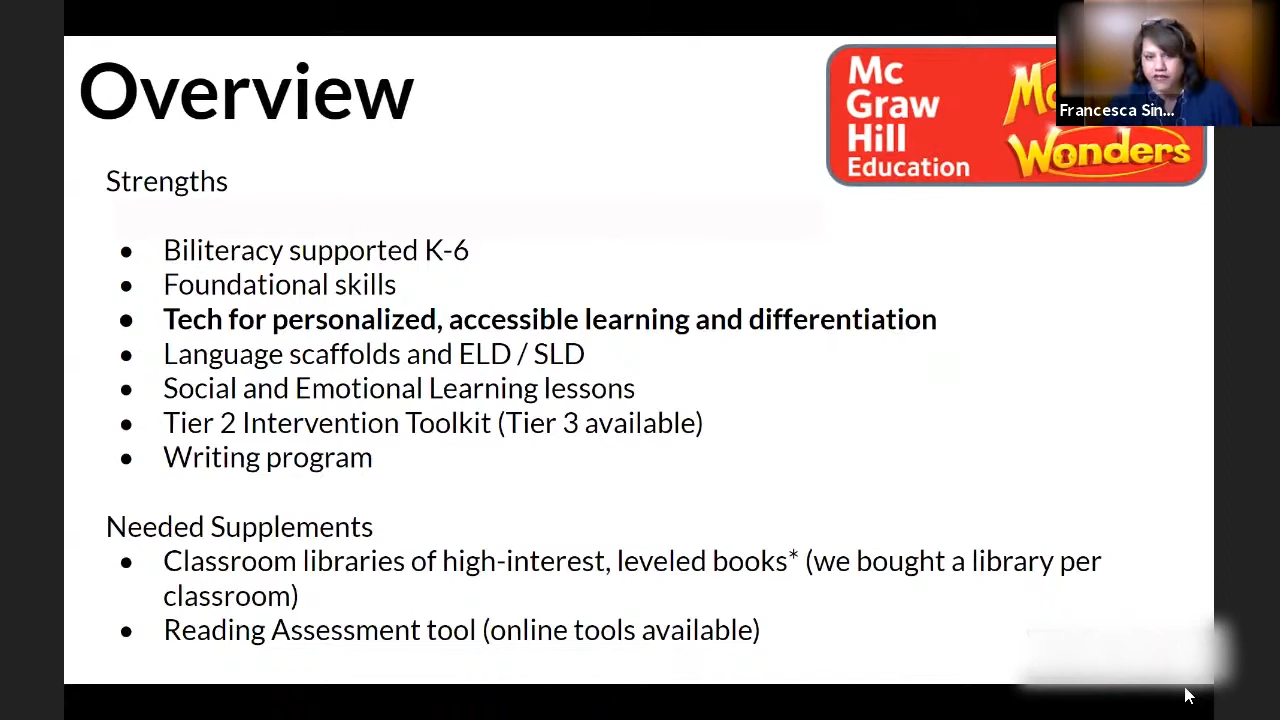 Overview
Mc
Graw
Hill
Education
Wonders
Francesca Sin...
Strengths
● Biliteracy supported K-6
● Foundational skills
● Tech for personalized, accessible learning and differentiation
● Language scaffolds and ELD / SLD
● Social and Emotional Learning lessons
● Tier 2 Intervention Toolkit (Tier 3 available)
● Writing program
Needed Supplements
● Classroom libraries of high-interest, leveled books* (we bought a library per
classroom)
● Reading Assessment tool (online tools available)